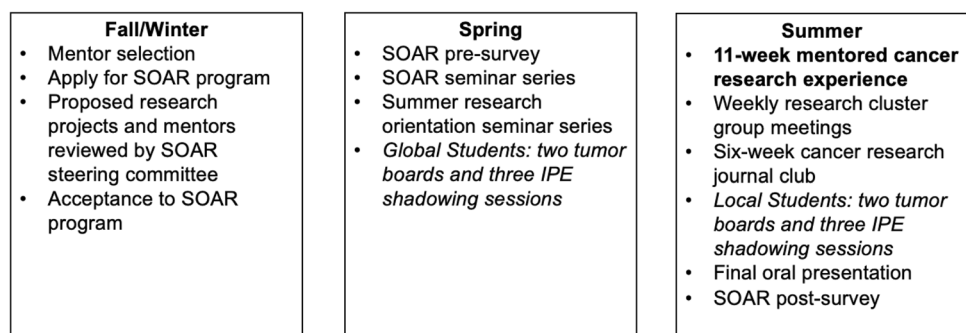 Fall/Winter
• Mentor selection
• Apply for SOAR program
• Proposed research
projects and mentors
reviewed by SOAR
steering committee
• Acceptance to SOAR
program
Spring
• SOAR pre-survey
• SOAR seminar series
• Summer research
orientation seminar series
• Global Students: two tumor
boards and three IPE
shadowing sessions
Summer
• 11-week mentored cancer
research experience
• Weekly research cluster
group meetings
• Six-week cancer research
journal club
• Local Students: two tumor
boards and three IPE
shadowing sessions
• Final oral presentation
• SOAR post-survey